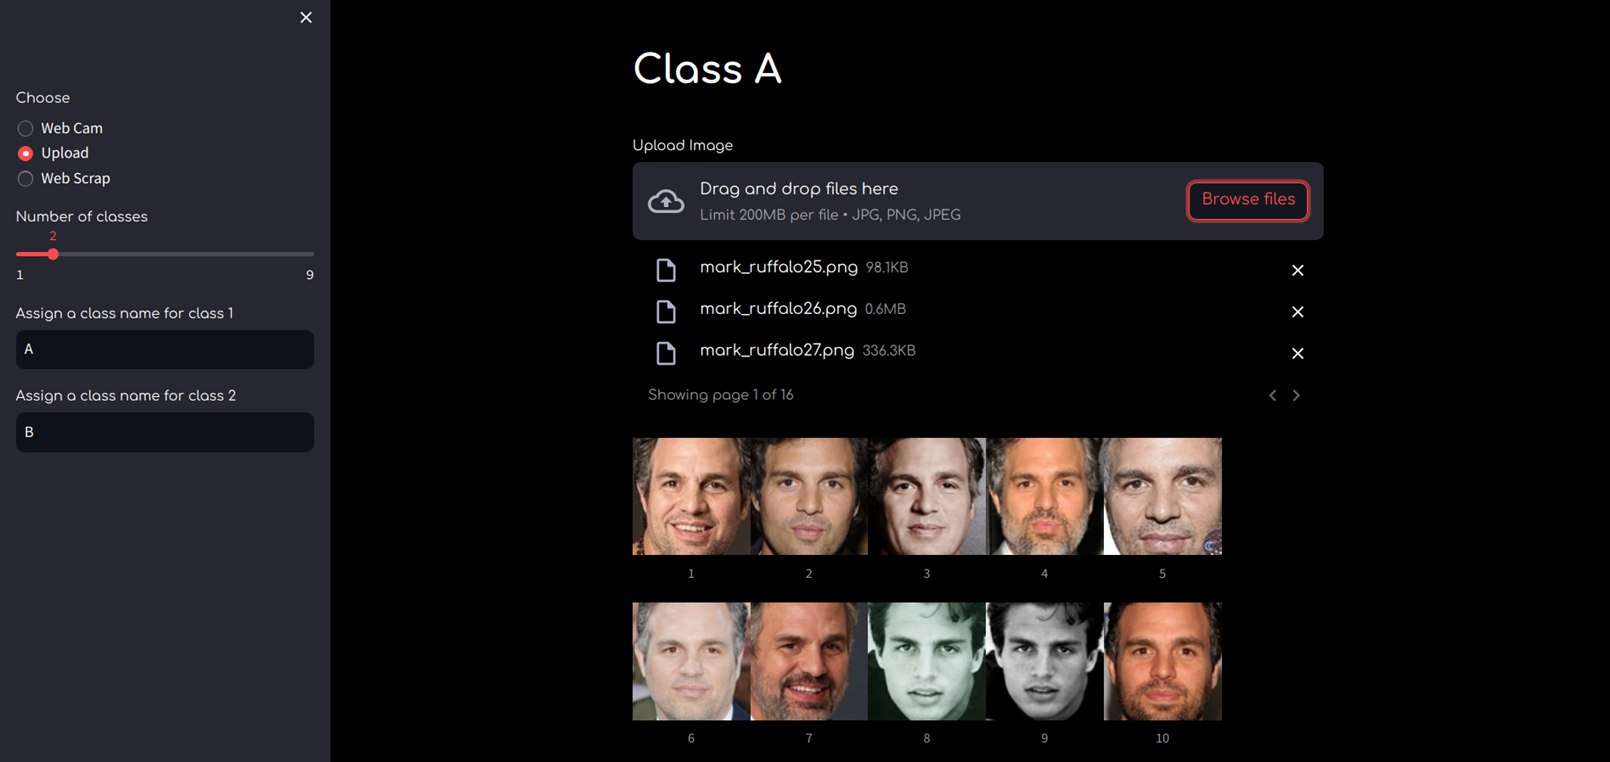 Choose
Web Cam
Upload
Web Scrap
Number of classes
2
1 9
Assign a class name for class 1
A
Assign a class name for class 2
B
Class A
Upload Image
Drag and drop files here
Limit 200MB per file • JPG, PNG, JPEG
Browse files
mark_ruffalo25.png 98.1KB
mark_ruffalo26.png 0.6MB
mark_ruffalo27.png 336.3KB
Showing page 1 of 16
1 2 3 4 5
6 7 8 9 10